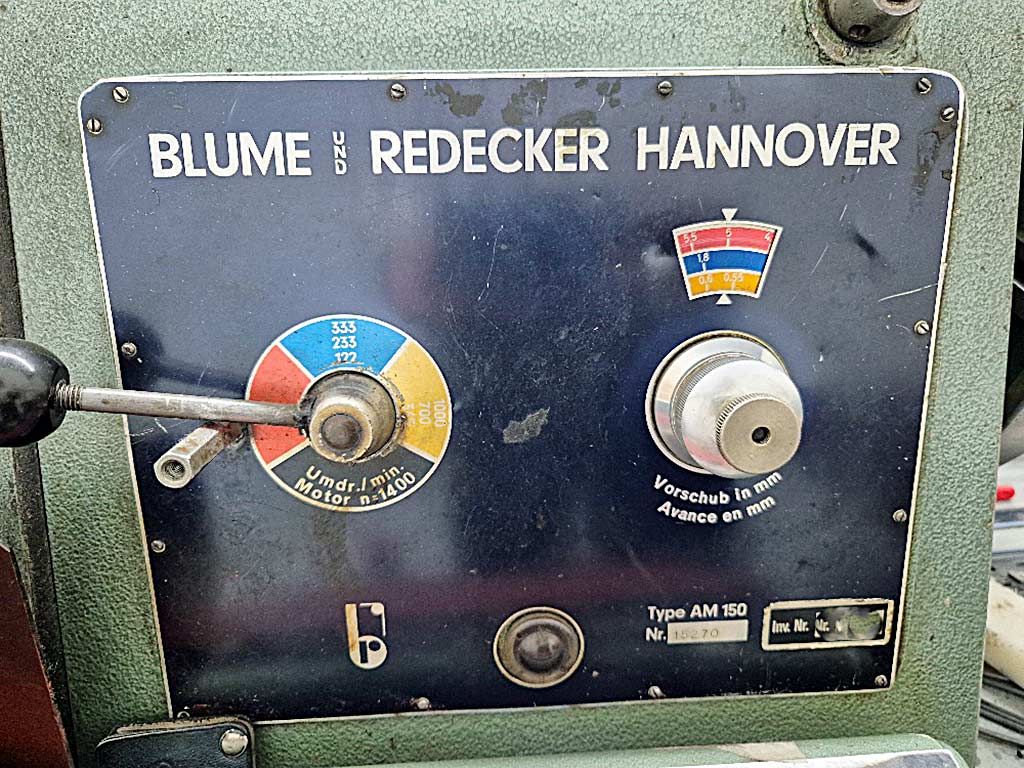 BLUME UND REDECKER HANNOVER
5,5 5 4
1,8
0,6 0,55
333
233
122
1000
700
Umdr./min.
Motor n=1400
Vorschub in mm
Avance en mm
Type AM 150
Nr. 15270
Inv. Nr.